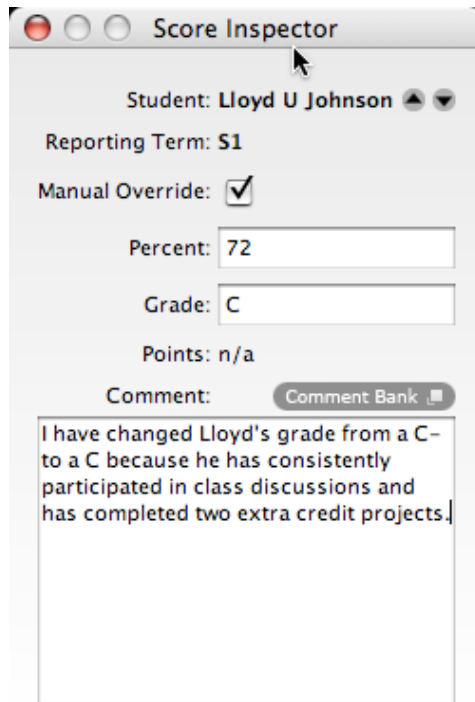 Score Inspector
Student: Lloyd U Johnson
Reporting Term: S1
Manual Override:
Percent: 72
Grade: C
Points: n/a
Comment: Comment Bank
I have changed Lloyd's grade from a C-
to a C because he has consistently
participated in class discussions and
has completed two extra credit projects.